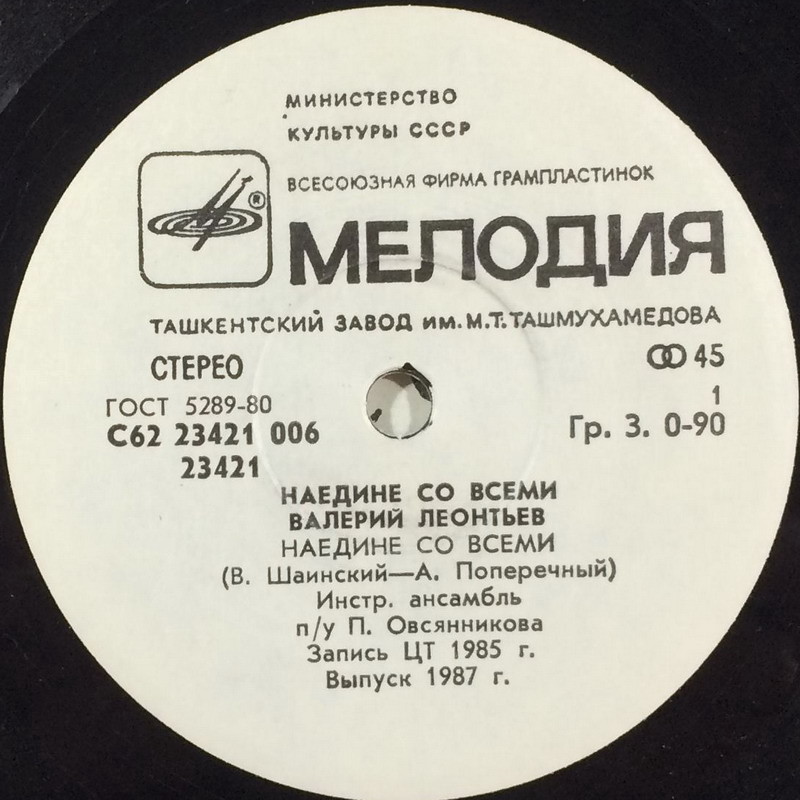 МИНИСТЕРСТВО
КУЛЬТУРЫ СССР
ВСЕСОЮЗНАЯ ФИРМА ГРАМПЛАСТИНОК
®
МЕЛОДИЯ
ТАШКЕНТСКИЙ ЗАВОД им. М.Т. ТАШМУХАМЕДОВА
СТЕРЕО
45
ГОСТ 5289-80
1
С62 23421 006
Гр. 3. 0-90
23421
НАЕДИНЕ СО ВСЕМИ
ВАЛЕРИЙ ЛЕОНТЬЕВ
НАЕДИНЕ СО ВСЕМИ
(В. Шаинский—А. Поперечный)
Инстр. ансамбль
п/у П. Овсянникова
Запись ЦТ 1985 г.
Выпуск 1987 г.